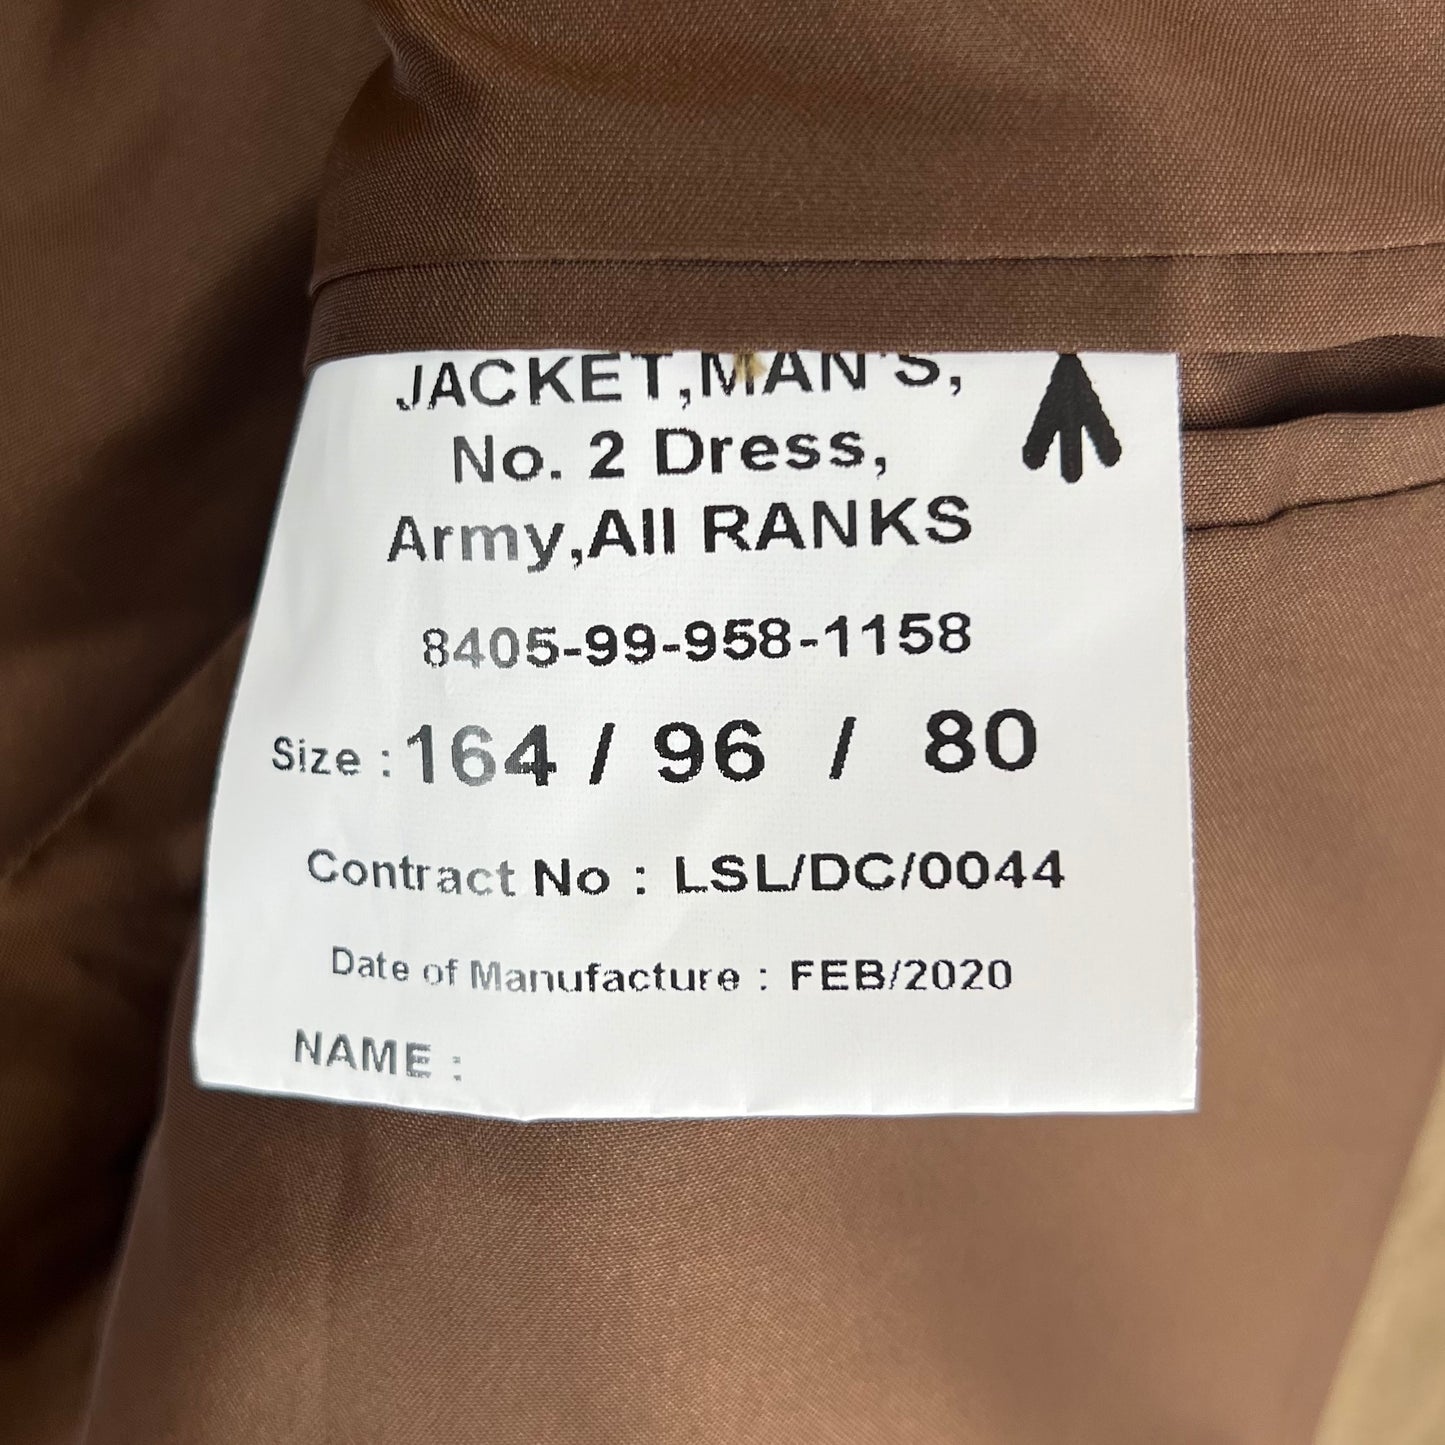 JACKET,MAN'S,
No. 2 Dress,
Army,All RANKS
8405-99-958-1158
Size : 164 / 96 / 80
Contract No : LSL/DC/0044
Date of Manufacture : FEB/2020
NAME :